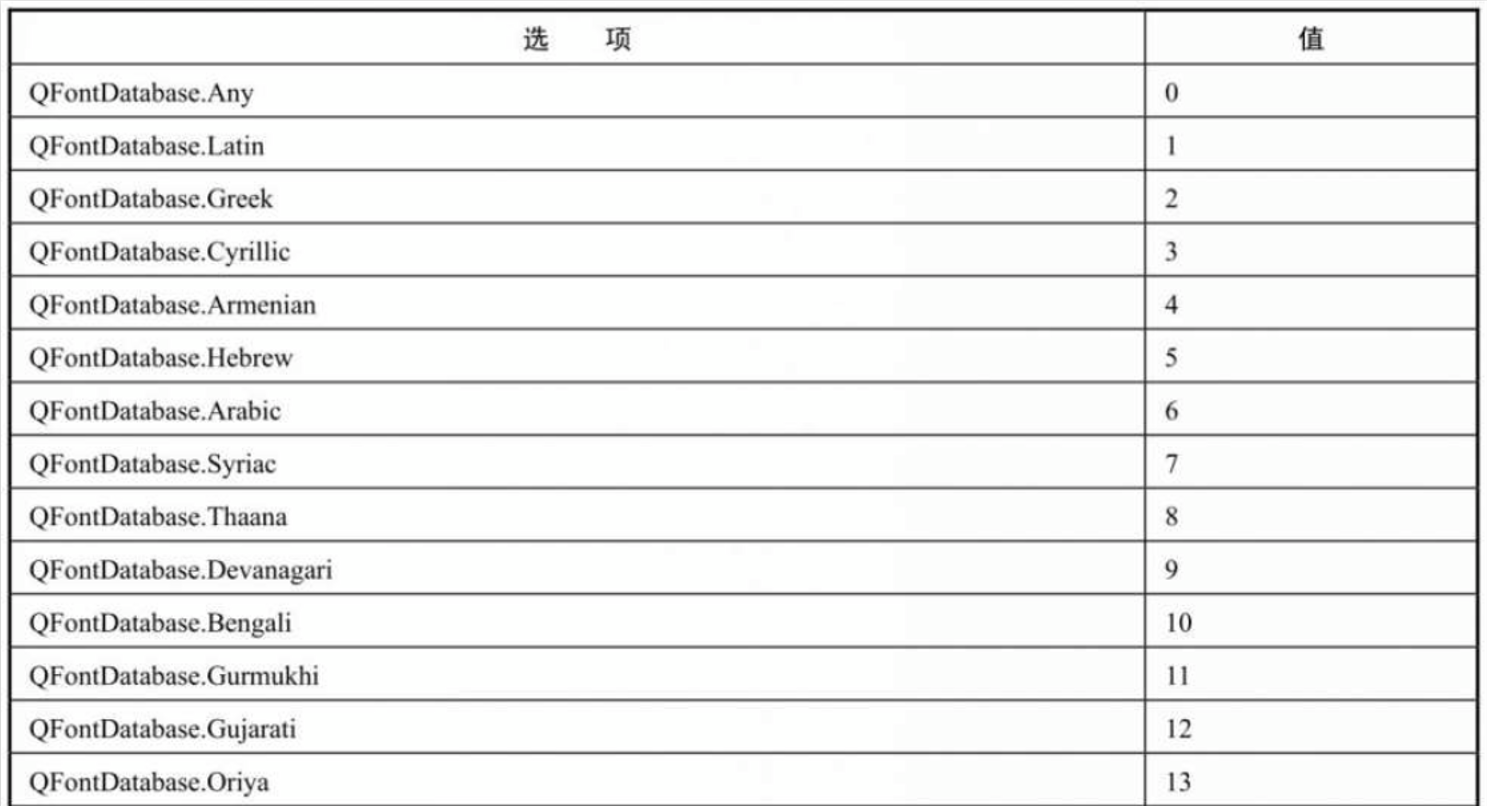 选 项 值
QFontDatabase.Any 0
QFontDatabase.Latin 1
QFontDatabase.Greek 2
QFontDatabase.Cyrillic 3
QFontDatabase.Armenian 4
QFontDatabase.Hebrew 5
QFontDatabase.Arabic 6
QFontDatabase.Syriac 7
QFontDatabase.Thaana 8
QFontDatabase.Devanagari 9
QFontDatabase.Bengali 10
QFontDatabase.Gurmukhi 11
QFontDatabase.Gujarati 12
QFontDatabase.Oriya 13